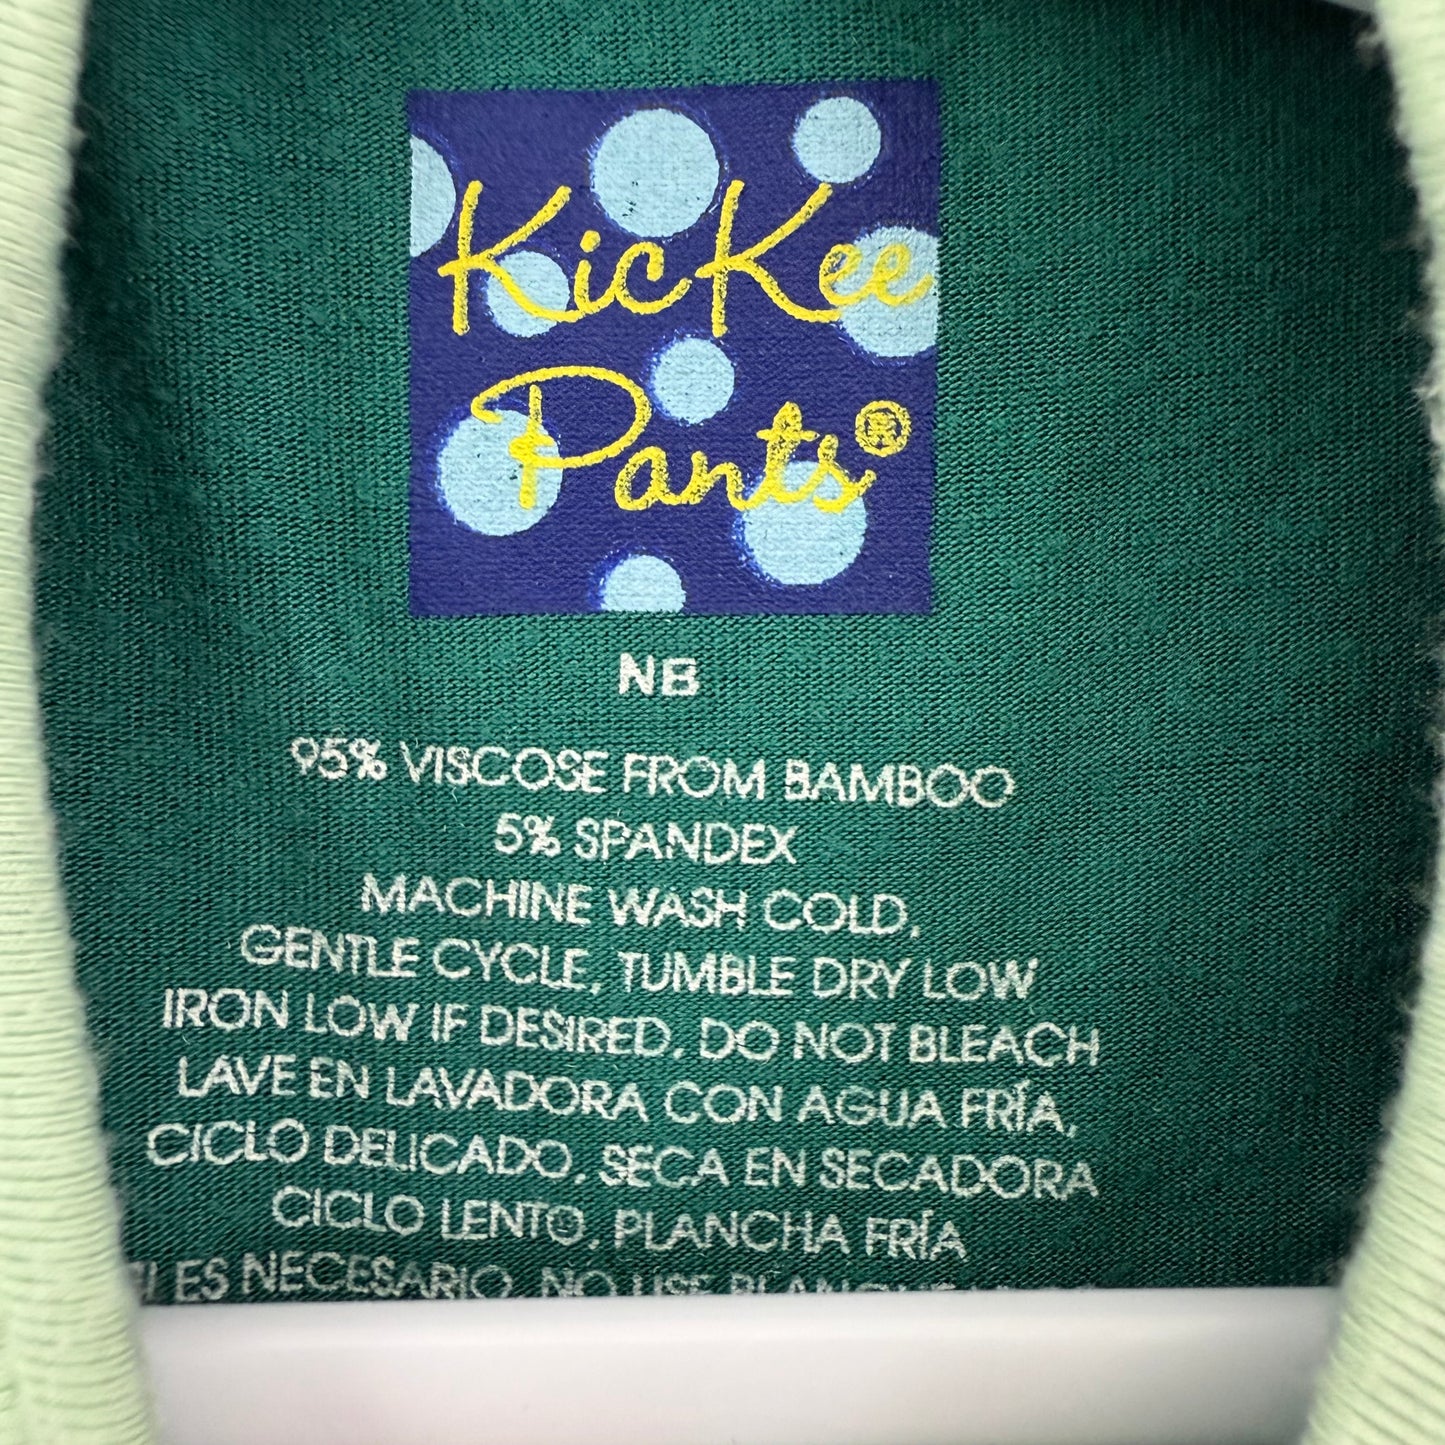 KicKee
Pants®
NB
95% VISCOSE FROM BAMBOO
5% SPANDEX
MACHINE WASH COLD,
GENTLE CYCLE, TUMBLE DRY LOW
IRON LOW IF DESIRED, DO NOT BLEACH
LAVE EN LAVADORA CON AGUA FRÍA,
CICLO DELICADO, SECA EN SECADORA
CICLO LENTO, PLANCHA FRÍA
ES NECESARIO, NO USE